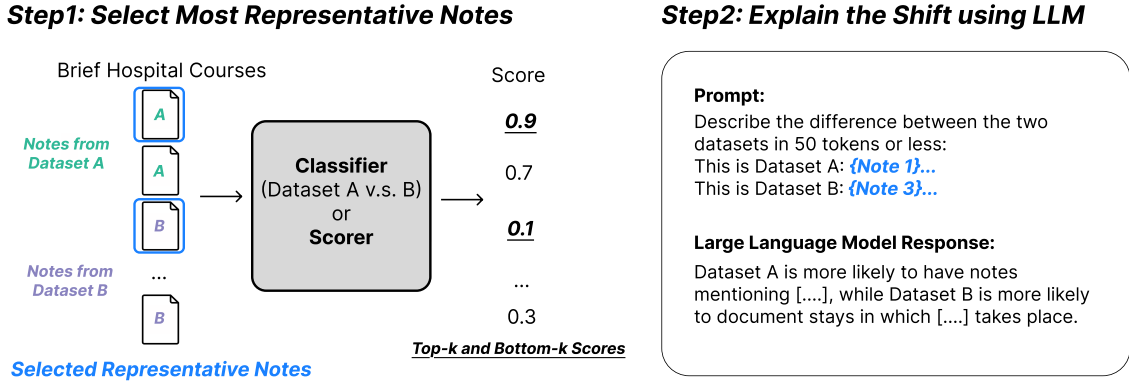 Step1: Select Most Representative Notes
Brief Hospital Courses
Score
A
Notes from
Dataset A
A
B
Notes from
Dataset B
...
B
Classifier
(Dataset A v.s. B)
or
Scorer
0.9
0.7
0.1
...
0.3
Top-k and Bottom-k Scores
Selected Representative Notes
Step2: Explain the Shift using LLM
Prompt:
Describe the difference between the two
datasets in 50 tokens or less:
This is Dataset A: {Note 1}...
This is Dataset B: {Note 3}...
Large Language Model Response:
Dataset A is more likely to have notes
mentioning [....], while Dataset B is more likely
to document stays in which [....] takes place.